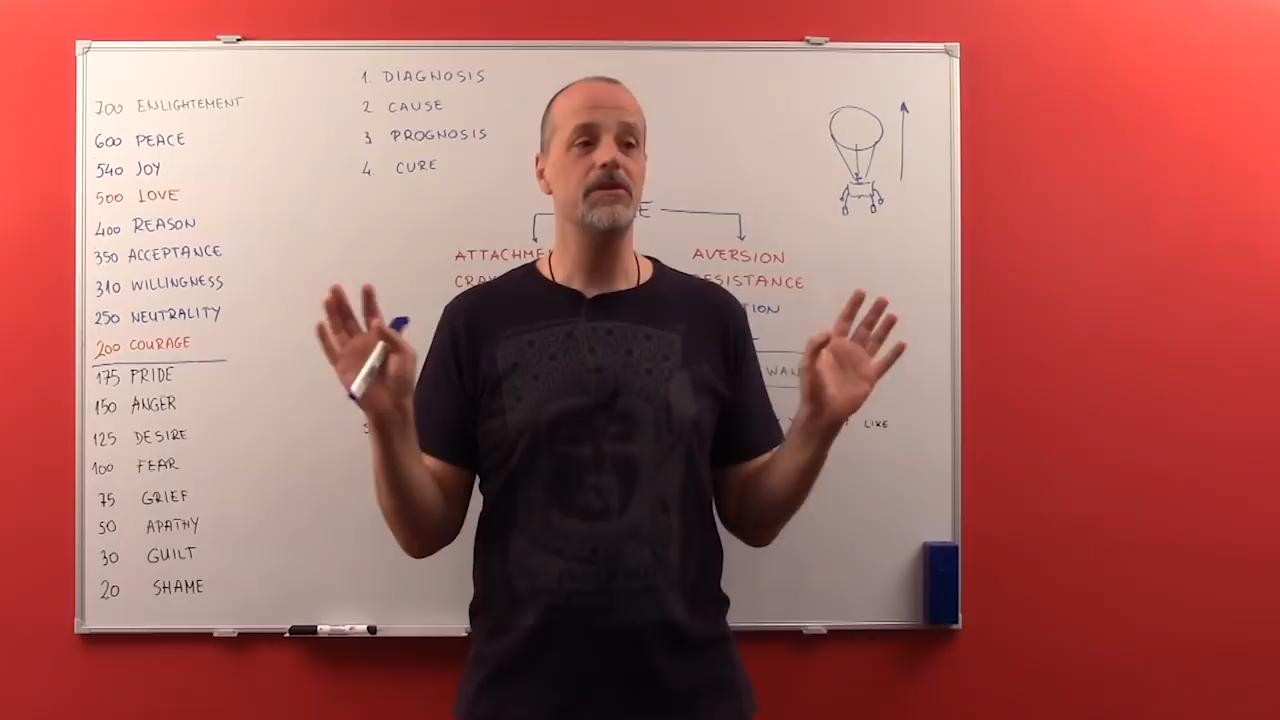 700 ENLIGHTEMENT
600 PEACE
540 JOY
500 LOVE
400 REASON
350 ACCEPTANCE
310 WILLINGNESS
250 NEUTRALITY
200 COURAGE
175 PRIDE
150 ANGER
125 DESIRE
100 FEAR
75 GRIEF
50 APATHY
30 GUILT
20 SHAME
1. DIAGNOSIS
2 CAUSE
3 PROGNOSIS
4. CURE
AVERSION
LIKE